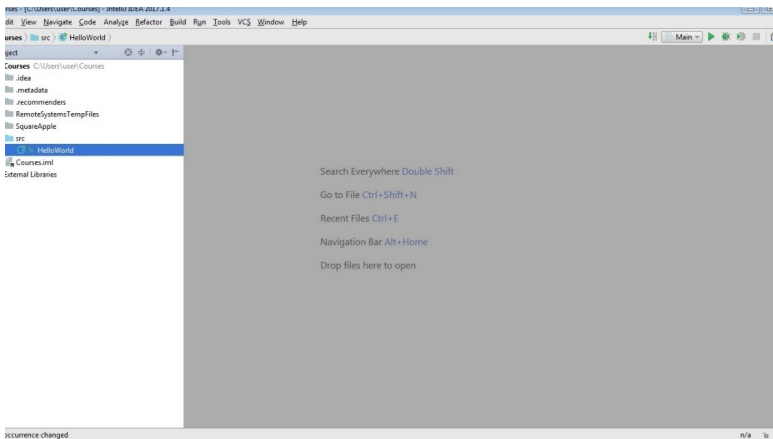 rses - [C:\Users\user\Courses] - IntelliJ IDEA 2017.1.4
dit View Navigate Code Analyze Refactor Build Run Tools VCS Window Help
urses src HelloWorld Main
ject
Courses C:\Users\user\Courses
.idea
.metadata
.recommenders
RemoteSystemsTempFiles
SquareApple
src
HelloWorld
Courses.iml
External Libraries
Search Everywhere Double Shift
Go to File Ctrl+Shift+N
Recent Files Ctrl+E
Navigation Bar Alt+Home
Drop files here to open
occurrence changed n/a